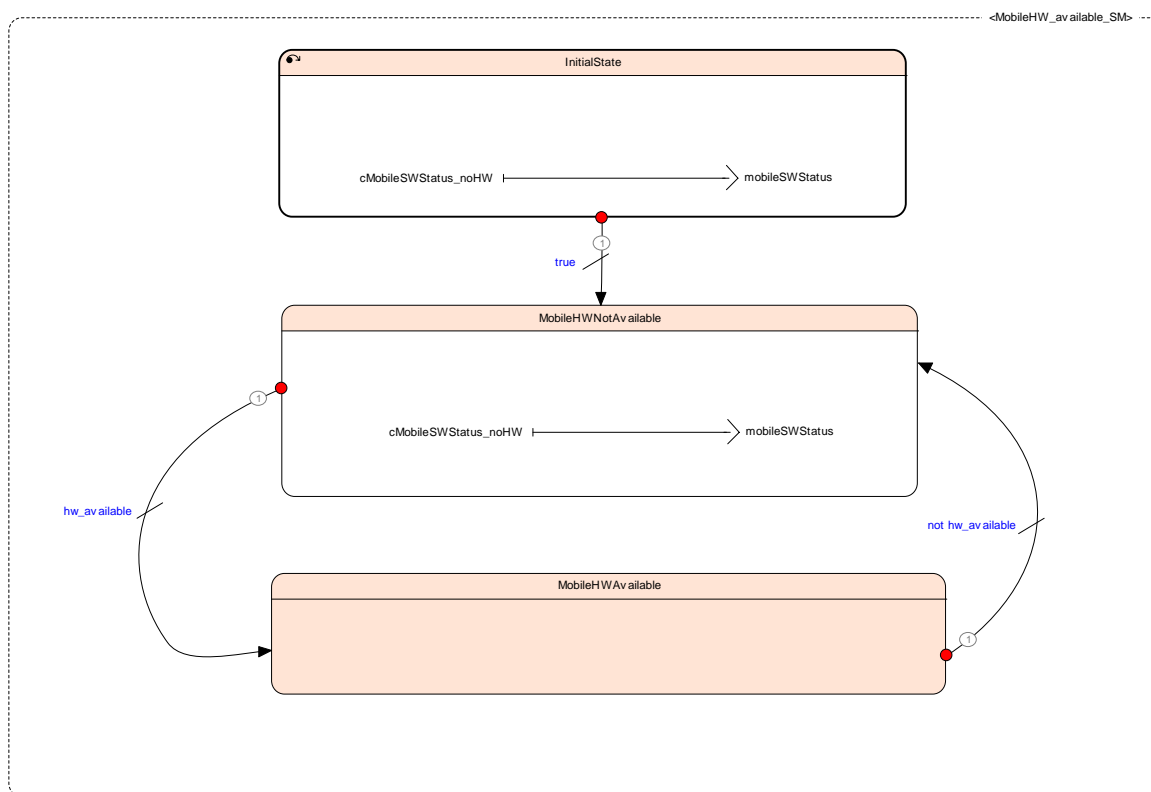 <MobileHW_available_SM>
InitialState
cMobileSWStatus_noHW
mobileSWStatus
1
true
MobileHWNotAvailable
1
cMobileSWStatus_noHW
mobileSWStatus
hw_available
not hw_available
MobileHWAvailable
1